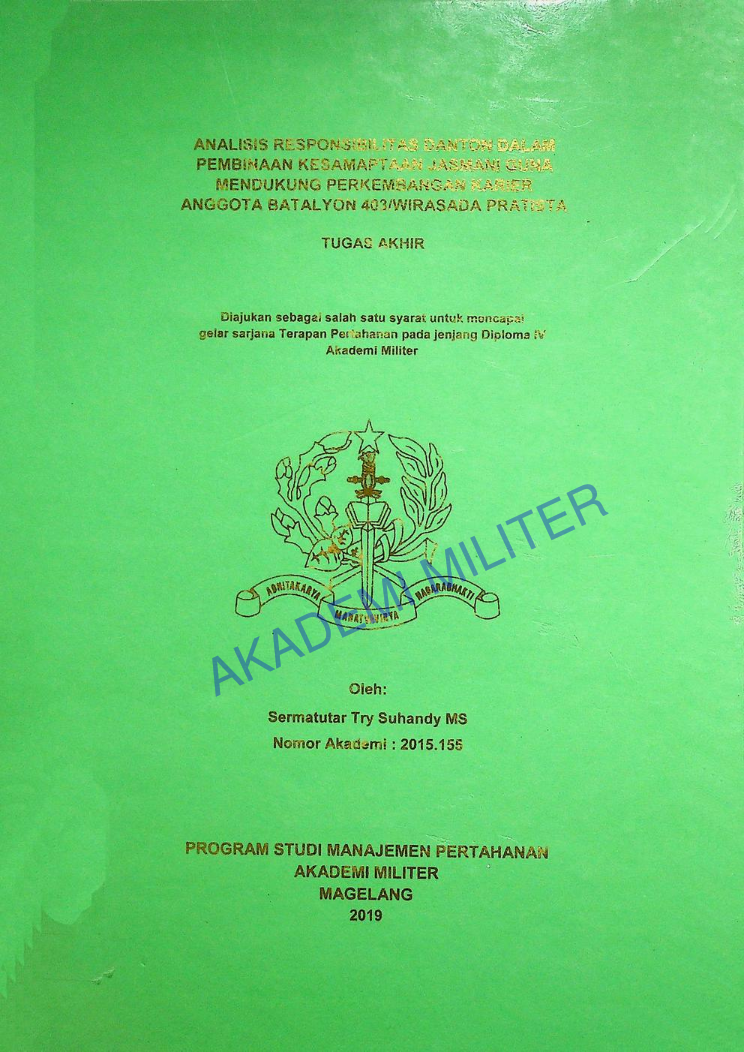 ANALISIS RESPONSIBILITAS DANTON DALAM
PEMBINAAN KESAMAPTAAN JASMANI GUNA
MENDUKUNG PERKEMBANGAN KARIER
ANGGOTA BATALYON 403/WIRASADA PRATISTA
TUGAS AKHIR
Diajukan sebagai salah satu syarat untuk mencapai
gelar sarjana Terapan Pertahanan pada jenjang Diploma IV
Akademi Militer
ADHITAKARYA
MAHATVAVIRYA
NAGARABHAKTI
AKADEMI MILITER
Oleh:
Sermatutar Try Suhandy MS
Nomor Akademi : 2015.155
PROGRAM STUDI MANAJEMEN PERTAHANAN
AKADEMI MILITER
MAGELANG
2019